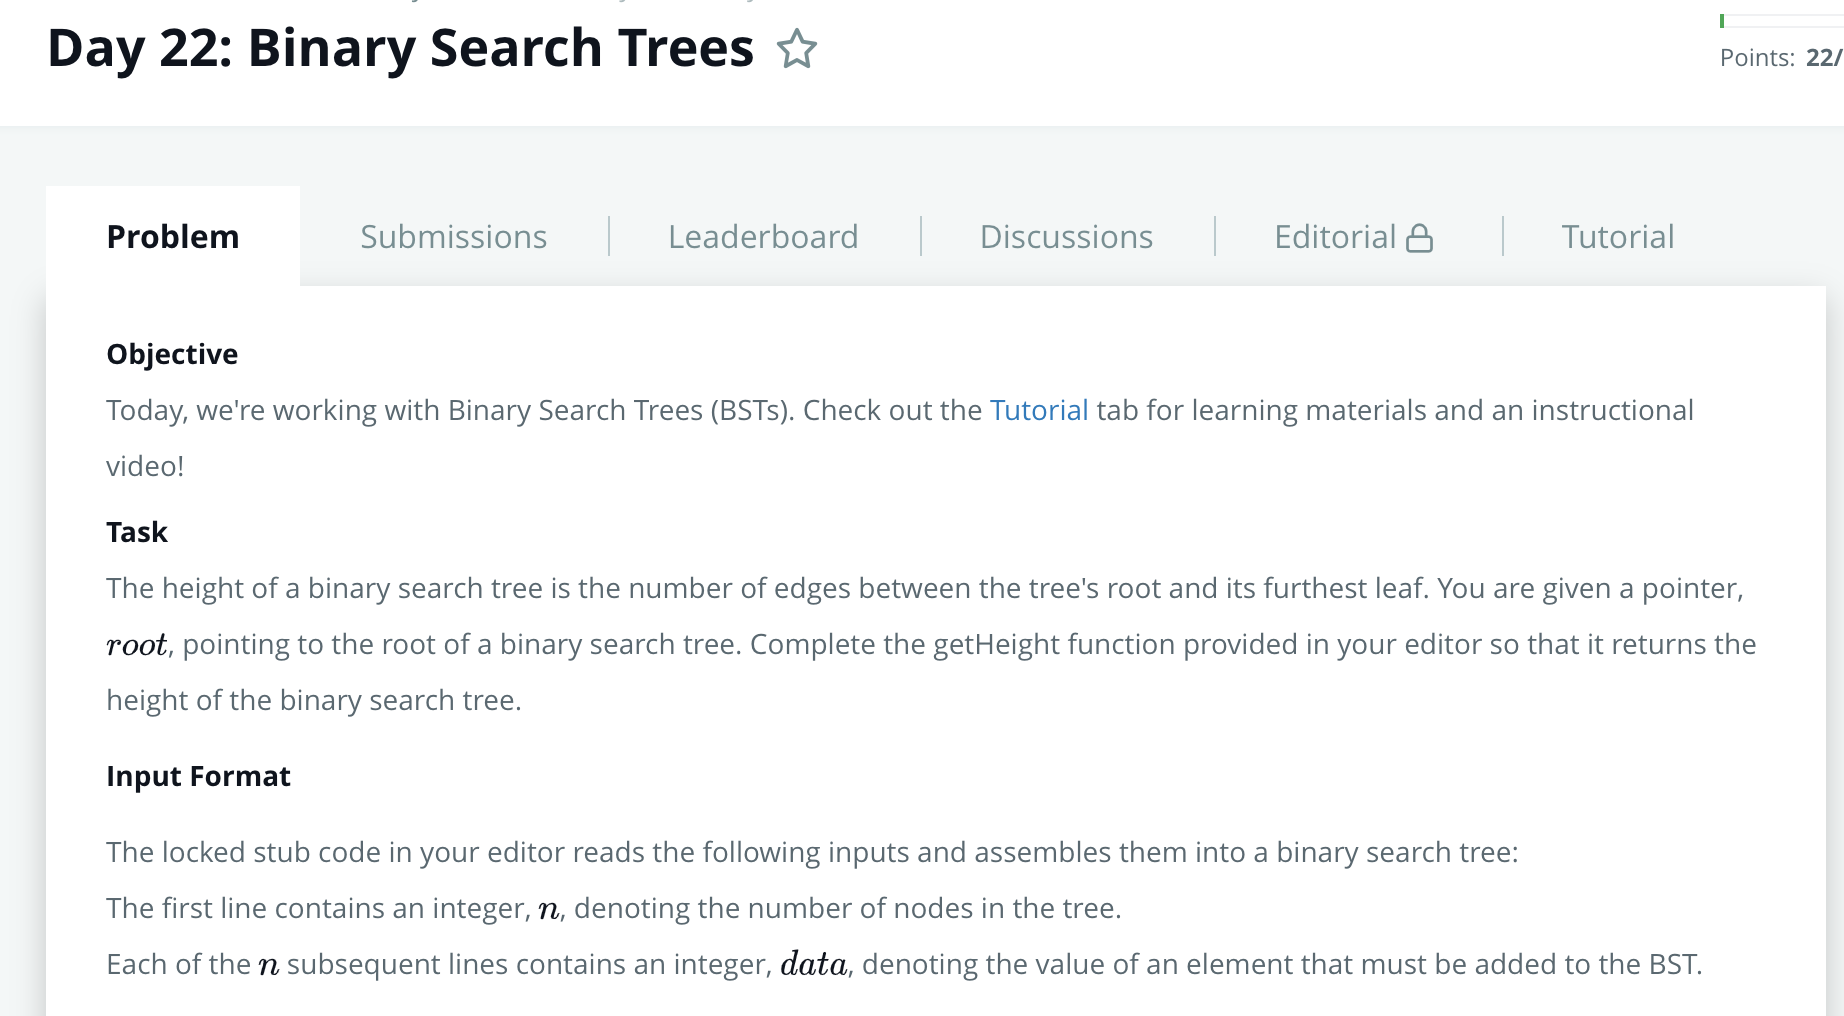 Day 22: Binary Search Trees
Points: 22/
Problem
Submissions
Leaderboard
Discussions
Editorial
Tutorial
Objective
Today, we're working with Binary Search Trees (BSTs). Check out the Tutorial tab for learning materials and an instructional
video!
Task
The height of a binary search tree is the number of edges between the tree's root and its furthest leaf. You are given a pointer,
root, pointing to the root of a binary search tree. Complete the getHeight function provided in your editor so that it returns the
height of the binary search tree.
Input Format
The locked stub code in your editor reads the following inputs and assembles them into a binary search tree:
The first line contains an integer, n, denoting the number of nodes in the tree.
Each of the n subsequent lines contains an integer, data, denoting the value of an element that must be added to the BST.